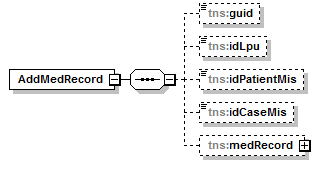 tns:guid
tns:idLpu
AddMedRecord
tns:idPatientMis
tns:idCaseMis
tns:medRecord